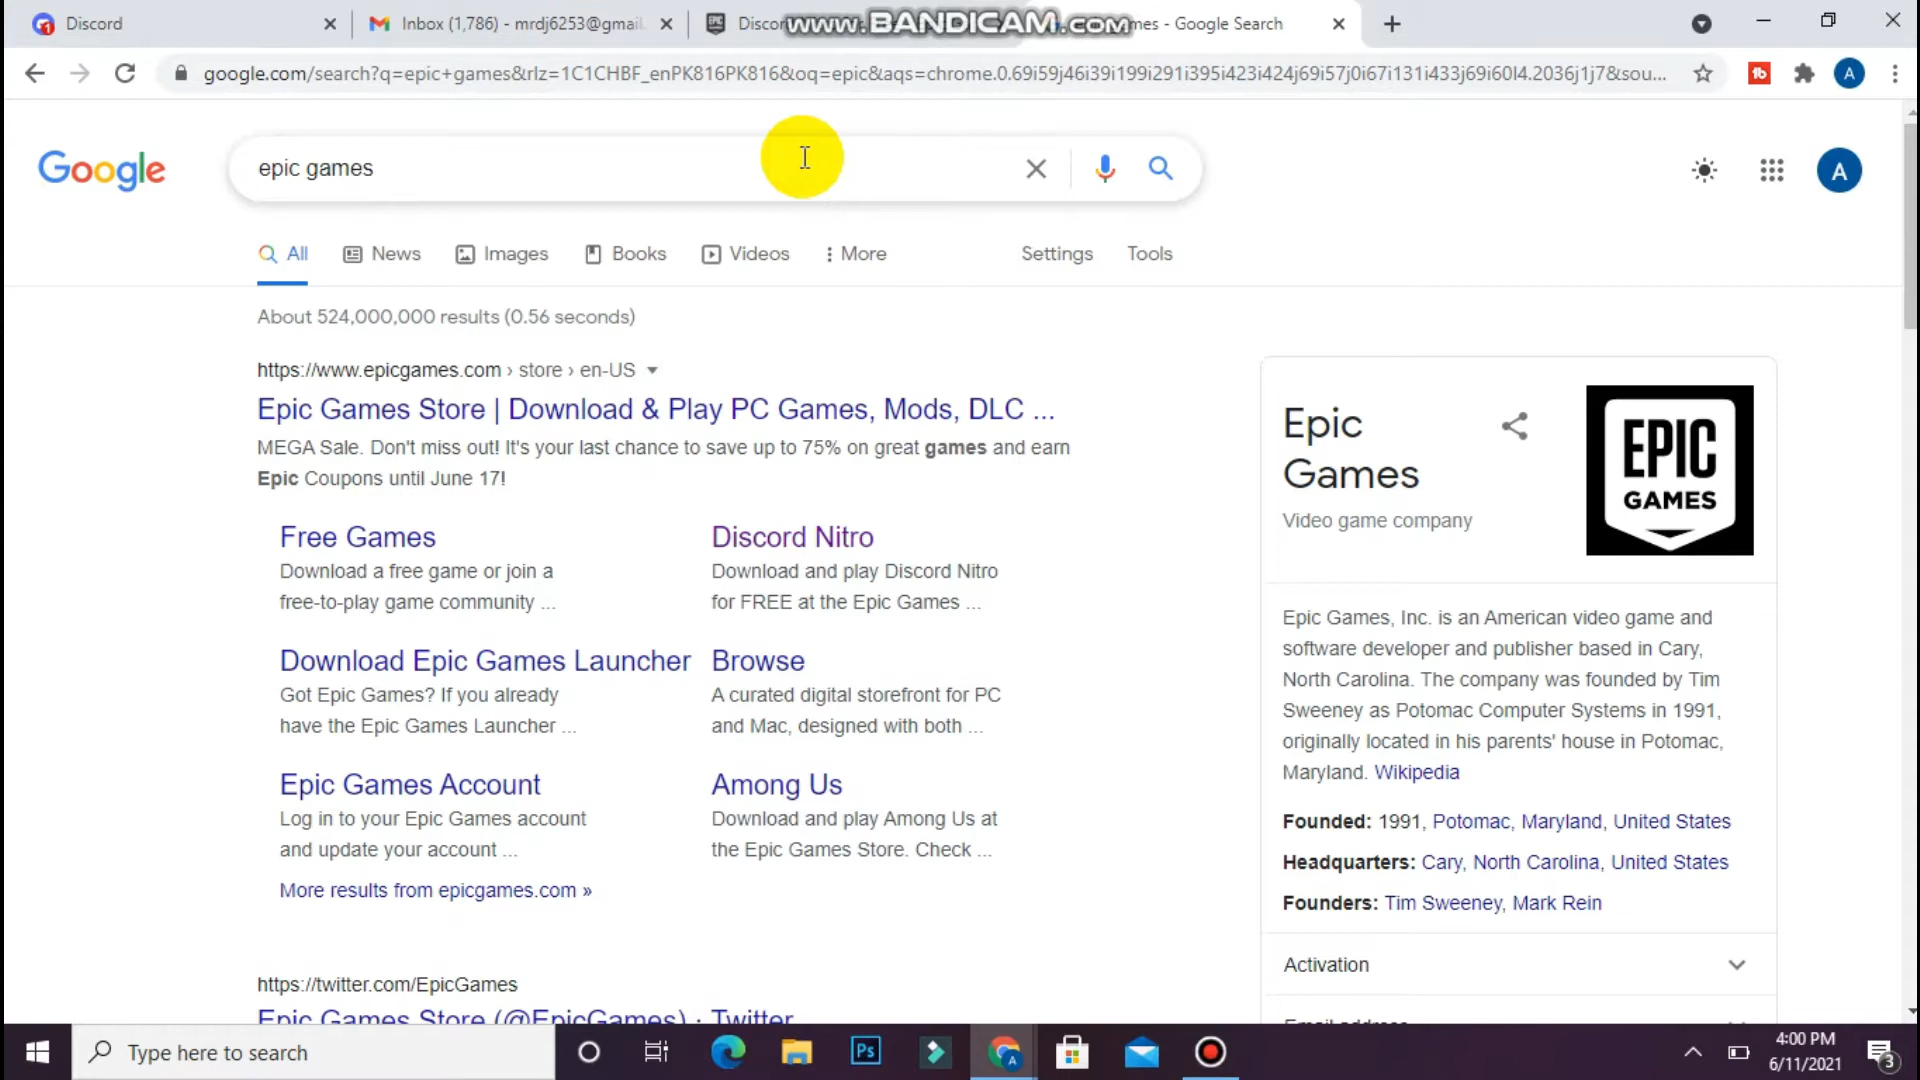 Discord
Inbox (1,786) - mrdj6253@gmail.
Discor
www.BANDICAM.com
mes - Google Search
google.com/search?q=epic+games&rlz=1C1CHBF_enPK816PK816&oq=epic&aqs=chrome.0.69i59j46i39i199i291i395i423i424j69i57j0i67i131i433j69i60l4.2036j1j7&sou...
A
Google
epic games
A
All
News
Images
Books
Videos
More
Settings
Tools
About 524,000,000 results (0.56 seconds)
https://www.epicgames.com › store › en-US
Epic Games Store | Download & Play PC Games, Mods, DLC ...
MEGA Sale. Don't miss out! It's your last chance to save up to 75% on great games and earn
Epic Coupons until June 17!
Free Games
Download a free game or join a
free-to-play game community ...
Discord Nitro
Download and play Discord Nitro
for FREE at the Epic Games ...
Download Epic Games Launcher
Got Epic Games? If you already
have the Epic Games Launcher ...
Browse
A curated digital storefront for PC
and Mac, designed with both ...
Epic Games Account
Log in to your Epic Games account
and update your account ...
Among Us
Download and play Among Us at
the Epic Games Store. Check ...
More results from epicgames.com »
https://twitter.com/EpicGames
Epic Games Store (@EpicGames) · Twitter
Epic
Games
Video game company
EPIC
GAMES
Epic Games, Inc. is an American video game and
software developer and publisher based in Cary,
North Carolina. The company was founded by Tim
Sweeney as Potomac Computer Systems in 1991,
originally located in his parents' house in Potomac,
Maryland. Wikipedia
Founded: 1991, Potomac, Maryland, United States
Headquarters: Cary, North Carolina, United States
Founders: Tim Sweeney, Mark Rein
Activation
Email address
Type here to search
Ps
A
4:00 PM
6/11/2021
3